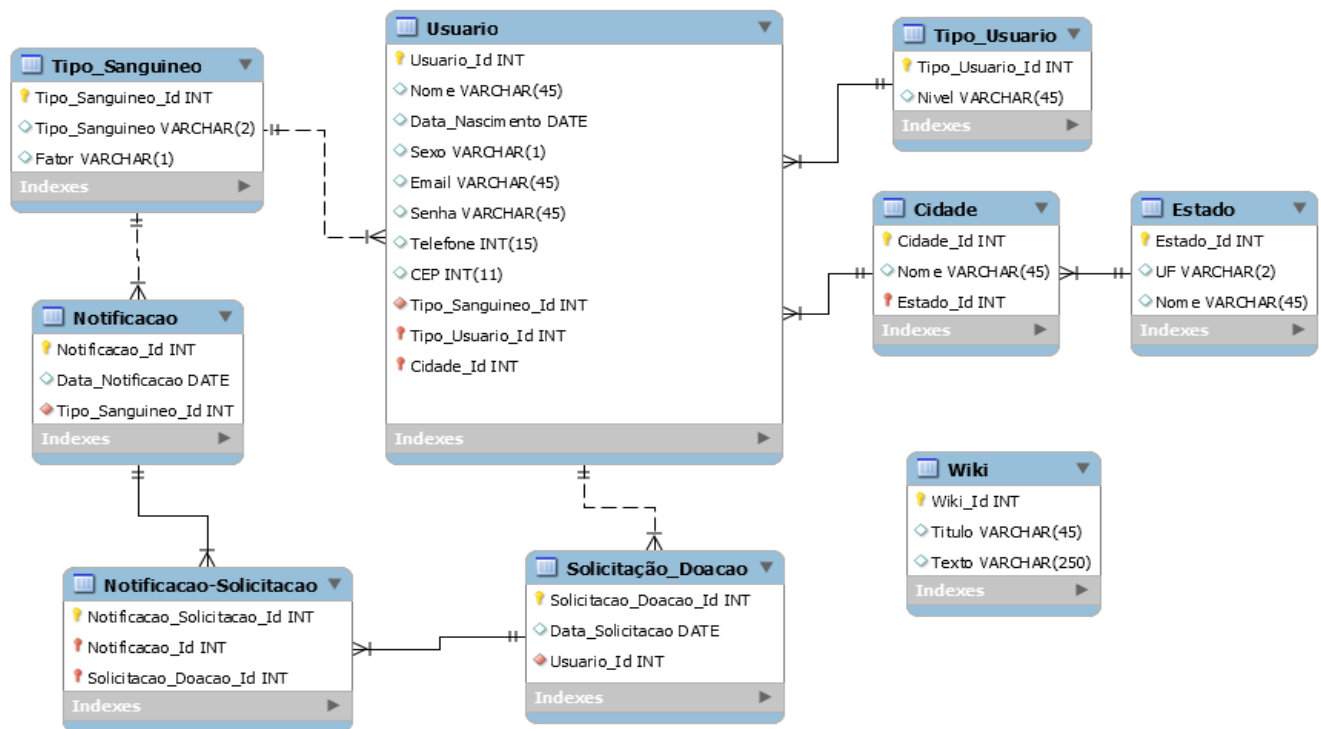 Tipo_Sanguineo
Tipo_Sanguineo_Id INT
Tipo_Sanguineo VARCHAR(2)
Fator VARCHAR(1)
Indexes
Usuario
Usuario_Id INT
Nome VARCHAR(45)
Data_Nascimento DATE
Sexo VARCHAR(1)
Email VARCHAR(45)
Senha VARCHAR(45)
Telefone INT(15)
CEP INT(11)
Tipo_Sanguineo_Id INT
Tipo_Usuario_Id INT
Cidade_Id INT
Indexes
Tipo_Usuario
Tipo_Usuario_Id INT
Nivel VARCHAR(45)
Indexes
Cidade
Cidade_Id INT
Nome VARCHAR(45)
Estado_Id INT
Indexes
Estado
Estado_Id INT
UF VARCHAR(2)
Nome VARCHAR(45)
Indexes
Notificacao
Notificacao_Id INT
Data_Notificacao DATE
Tipo_Sanguineo_Id INT
Indexes
Wiki
Wiki_Id INT
Titulo VARCHAR(45)
Texto VARCHAR(250)
Indexes
Notificacao-Solicitacao
Notificacao_Solicitacao_Id INT
Notificacao_Id INT
Solicitacao_Doacao_Id INT
Indexes
Solicitação_Doacao
Solicitacao_Doacao_Id INT
Data_Solicitacao DATE
Usuario_Id INT
Indexes